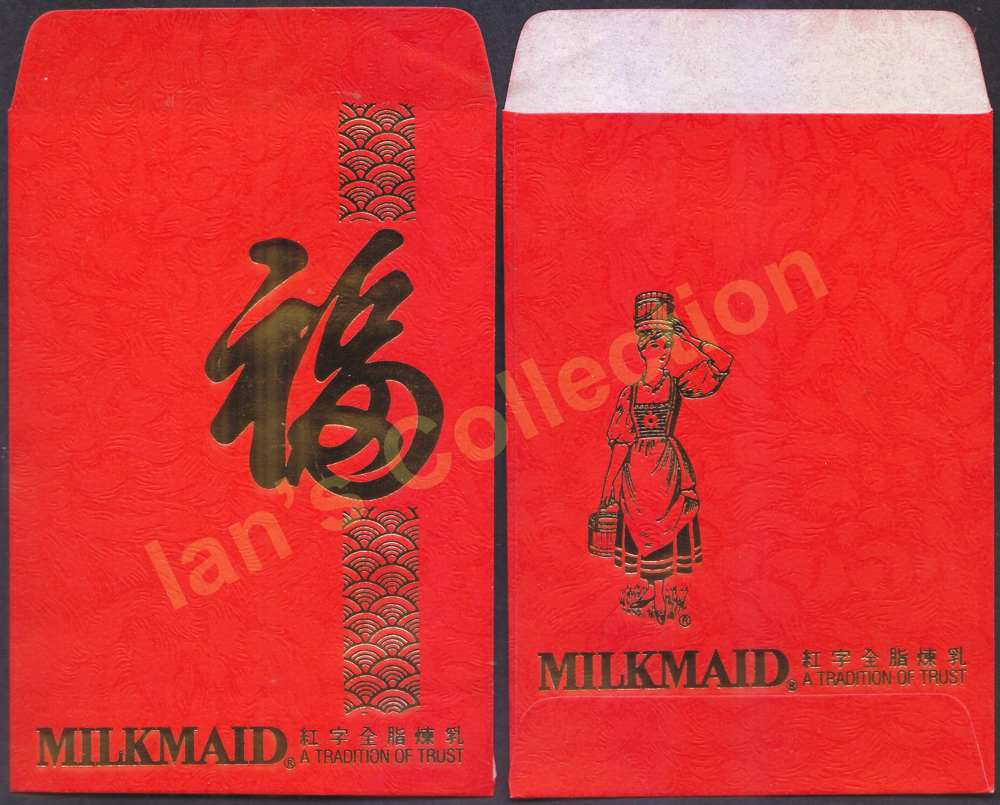 福
MILKMAID® 紅字全脂煉乳
A TRADITION OF TRUST
®
MILKMAID® 紅字全脂煉乳
A TRADITION OF TRUST
Ian's Collection